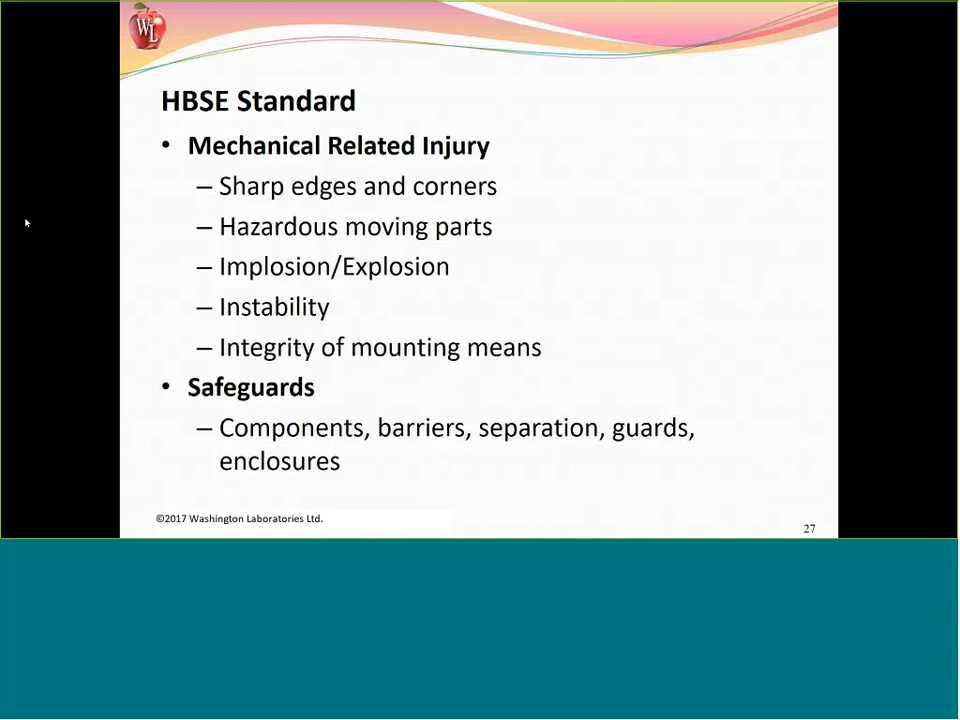 WL
HBSE Standard
• Mechanical Related Injury
– Sharp edges and corners
– Hazardous moving parts
– Implosion/Explosion
– Instability
– Integrity of mounting means
• Safeguards
– Components, barriers, separation, guards,
enclosures
©2017 Washington Laboratories Ltd.
27